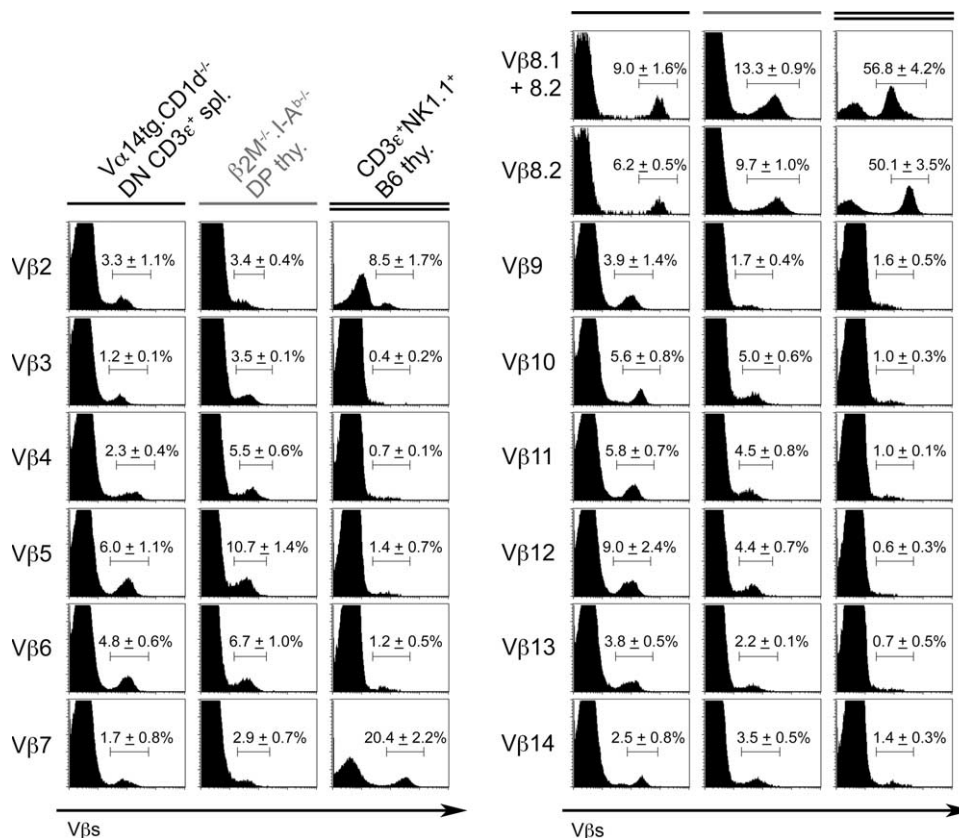 Vα14tg.CD1d-/-
DN CD3ε+ spl.
β2M-/-.I-Ab-/-
DP thy.
CD3ε+NK1.1+
B6 thy.
Vβ2
3.3 ± 1.1%
3.4 ± 0.4%
8.5 ± 1.7%
Vβ3
1.2 ± 0.1%
3.5 ± 0.1%
0.4 ± 0.2%
Vβ4
2.3 ± 0.4%
5.5 ± 0.6%
0.7 ± 0.1%
Vβ5
6.0 ± 1.1%
10.7 ± 1.4%
1.4 ± 0.7%
Vβ6
4.8 ± 0.6%
6.7 ± 1.0%
1.2 ± 0.5%
Vβ7
1.7 ± 0.8%
2.9 ± 0.7%
20.4 ± 2.2%
Vβs
Vβ8.1
+ 8.2
9.0 ± 1.6%
13.3 ± 0.9%
56.8 ± 4.2%
Vβ8.2
6.2 ± 0.5%
9.7 ± 1.0%
50.1 ± 3.5%
Vβ9
3.9 ± 1.4%
1.7 ± 0.4%
1.6 ± 0.5%
Vβ10
5.6 ± 0.8%
5.0 ± 0.6%
1.0 ± 0.3%
Vβ11
5.8 ± 0.7%
4.5 ± 0.8%
1.0 ± 0.1%
Vβ12
9.0 ± 2.4%
4.4 ± 0.7%
0.6 ± 0.3%
Vβ13
3.8 ± 0.5%
2.2 ± 0.1%
0.7 ± 0.5%
Vβ14
2.5 ± 0.8%
3.5 ± 0.5%
1.4 ± 0.3%
Vβs